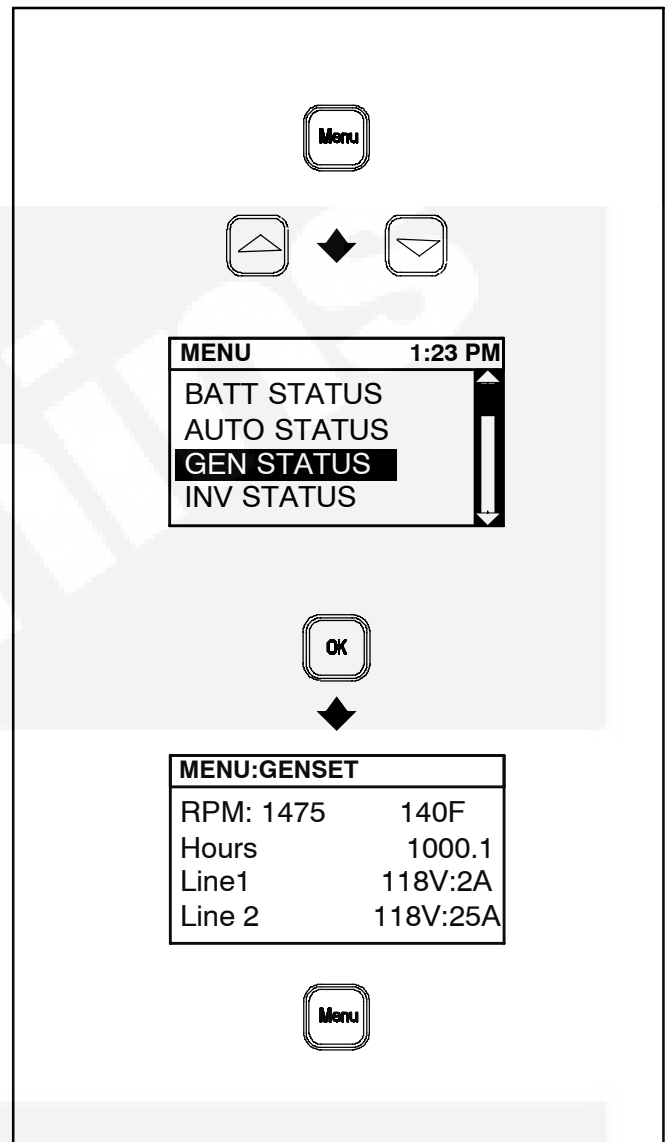 Menu
MENU 1:23 PM
BATT STATUS
AUTO STATUS
GEN STATUS
INV STATUS
OK
MENU:GENSET
RPM: 1475 140F
Hours 1000.1
Line1 118V:2A
Line 2 118V:25A
Menu